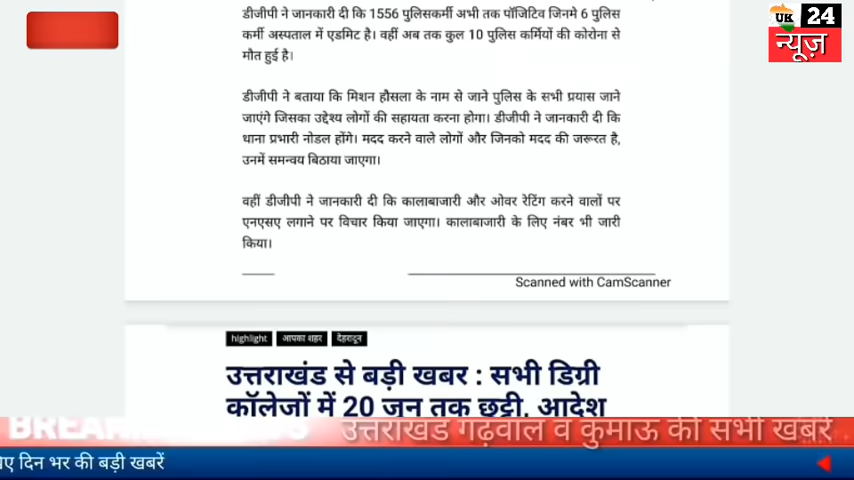 UK 24
न्यूज़
डीजीपी ने जानकारी दी कि 1556 पुलिसकर्मी अभी तक पॉजिटिव जिनमे 6 पुलिस
कर्मी अस्पताल में एडमिट है। वहीं अब तक कुल 10 पुलिस कर्मियों की कोरोना से
मौत हुई है।
डीजीपी ने बताया कि मिशन हौसला के नाम से जाने पुलिस के सभी प्रयास जाने
जाएंगे जिसका उद्देश्य लोगों की सहायता करना होगा। डीजीपी ने जानकारी दी कि
थाना प्रभारी नोडल होंगे। मदद करने वाले लोगों और जिनको मदद की जरूरत है,
उनमें समन्वय बिठाया जाएगा।
वहीं डीजीपी ने जानकारी दी कि कालाबाजारी और ओवर रेटिंग करने वालों पर
एनएसए लगाने पर विचार किया जाएगा। कालाबाजारी के लिए नंबर भी जारी
किया।
Scanned with CamScanner
highlight आपका शहर देहरादून
उत्तराखंड से बड़ी खबर : सभी डिग्री
कॉलेजों में 20 जून तक छुट्टी, आदेश
उत्तराखंड गढ़वाल व कुमाऊ की सभी खबरें
दिन भर की बड़ी खबरें